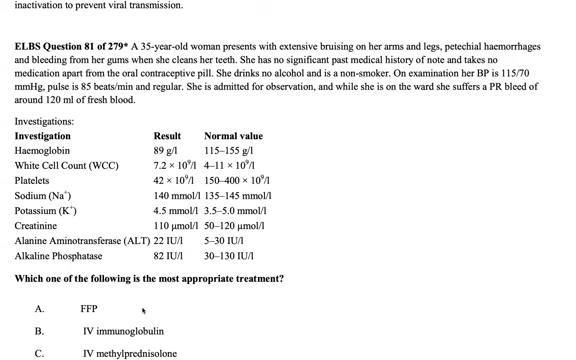 inactivation to prevent viral transmission.
ELBS Question 81 of 279* A 35-year-old woman presents with extensive bruising on her arms and legs, petechial haemorrhages
and bleeding from her gums when she cleans her teeth. She has no significant past medical history of note and takes no
medication apart from the oral contraceptive pill. She drinks no alcohol and is a non-smoker. On examination her BP is 115/70
mmHg, pulse is 85 beats/min and regular. She is admitted for observation, and while she is on the ward she suffers a PR bleed of
around 120 ml of fresh blood.
Investigations:
Investigation Result Normal value
Haemoglobin 89 g/l 115–155 g/l
White Cell Count (WCC) 7.2 × 10⁹/l 4–11 × 10⁹/l
Platelets 42 × 10⁹/l 150–400 × 10⁹/l
Sodium (Na⁺) 140 mmol/l 135–145 mmol/l
Potassium (K⁺) 4.5 mmol/l 3.5–5.0 mmol/l
Creatinine 110 µmol/l 50–120 µmol/l
Alanine Aminotransferase (ALT) 22 IU/l 5–30 IU/l
Alkaline Phosphatase 82 IU/l 30–130 IU/l
Which one of the following is the most appropriate treatment?
A. FFP
B. IV immunoglobulin
C. IV methylprednisolone